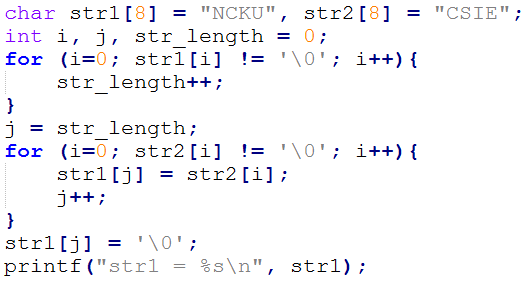 char str1[8] = "NCKU", str2[8] = "CSIE";
int i, j, str_length = 0;
for (i=0; str1[i] != '\0'; i++){
    str_length++;
}
j = str_length;
for (i=0; str2[i] != '\0'; i++){
    str1[j] = str2[i];
    j++;
}
str1[j] = '\0';
printf("str1 = %s\n", str1);